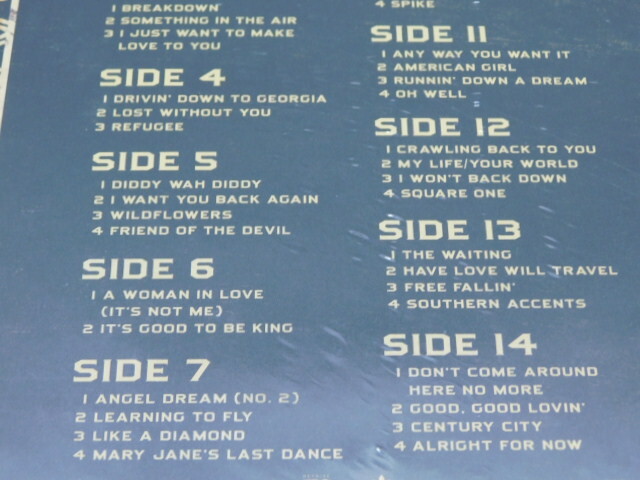 1 BREAKDOWN
2 SOMETHING IN THE AIR
3 I JUST WANT TO MAKE
LOVE TO YOU
SIDE 4
1 DRIVIN' DOWN TO GEORGIA
2 LOST WITHOUT YOU
3 REFUGEE
SIDE 5
1 DIDDY WAH DIDDY
2 I WANT YOU BACK AGAIN
3 WILDFLOWERS
4 FRIEND OF THE DEVIL
SIDE 6
1 A WOMAN IN LOVE
(IT'S NOT ME)
2 IT'S GOOD TO BE KING
SIDE 7
1 ANGEL DREAM (NO. 2)
2 LEARNING TO FLY
3 LIKE A DIAMOND
4 MARY JANE'S LAST DANCE
4 SPIKE
SIDE 11
1 ANY WAY YOU WANT IT
2 AMERICAN GIRL
3 RUNNIN' DOWN A DREAM
4 OH WELL
SIDE 12
1 CRAWLING BACK TO YOU
2 MY LIFE/YOUR WORLD
3 I WON'T BACK DOWN
4 SQUARE ONE
SIDE 13
1 THE WAITING
2 HAVE LOVE WILL TRAVEL
3 FREE FALLIN'
4 SOUTHERN ACCENTS
SIDE 14
1 DON'T COME AROUND
HERE NO MORE
2 GOOD, GOOD LOVIN'
3 CENTURY CITY
4 ALRIGHT FOR NOW